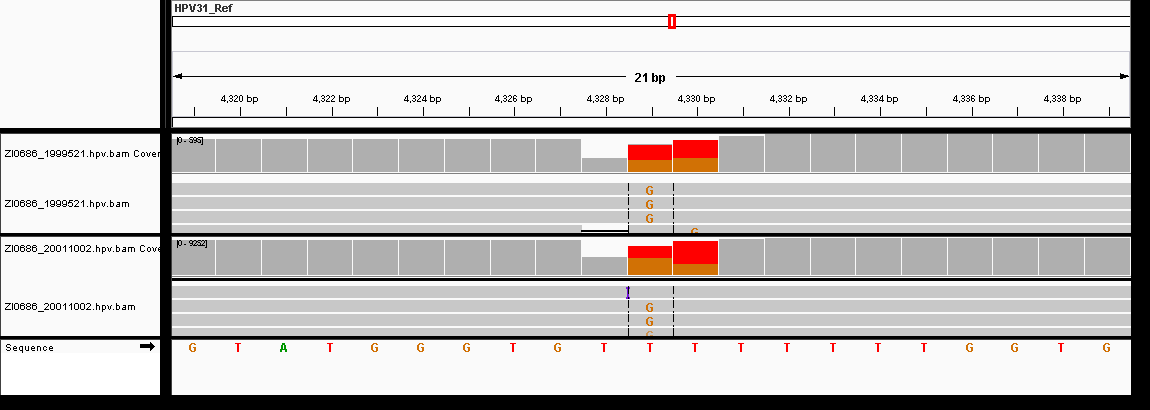 HPV31_Ref
21 bp
4,320 bp 4,322 bp 4,324 bp 4,326 bp 4,328 bp 4,330 bp 4,332 bp 4,334 bp 4,336 bp 4,338 bp
ZI0686_1999521.hpv.bam Cover
[0 - 595]
ZI0686_1999521.hpv.bam
G
G
G
G
ZI0686_20011002.hpv.bam Cove
[0 - 9252]
I
ZI0686_20011002.hpv.bam
G
G
G
Sequence
G T A T G G G T G T T T T T T T T G G T G